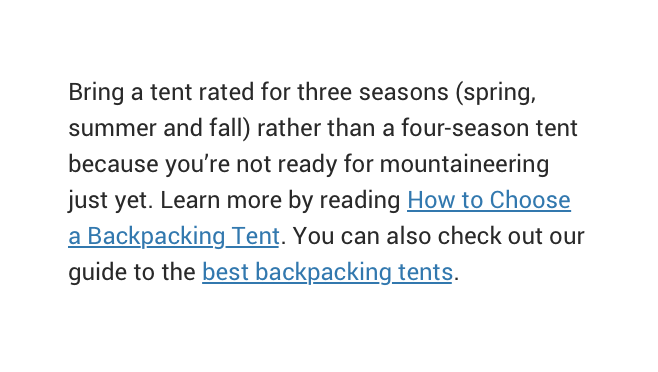 Bring a tent rated for three seasons (spring,
summer and fall) rather than a four-season tent
because you’re not ready for mountaineering
just yet. Learn more by reading How to Choose
a Backpacking Tent. You can also check out our
guide to the best backpacking tents.